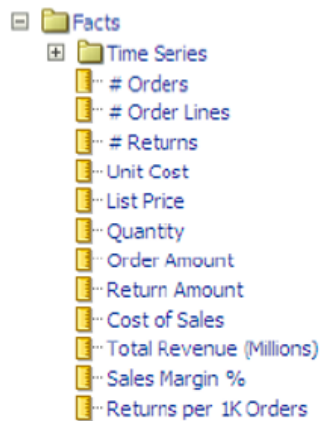 Facts
Time Series
# Orders
# Order Lines
# Returns
Unit Cost
List Price
Quantity
Order Amount
Return Amount
Cost of Sales
Total Revenue (Millions)
Sales Margin %
Returns per 1K Orders